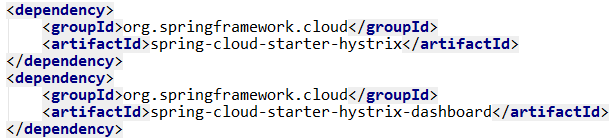 <dependency>
    <groupId>org.springframework.cloud</groupId>
    <artifactId>spring-cloud-starter-hystrix</artifactId>
</dependency>
<dependency>
    <groupId>org.springframework.cloud</groupId>
    <artifactId>spring-cloud-starter-hystrix-dashboard</artifactId>
</dependency>